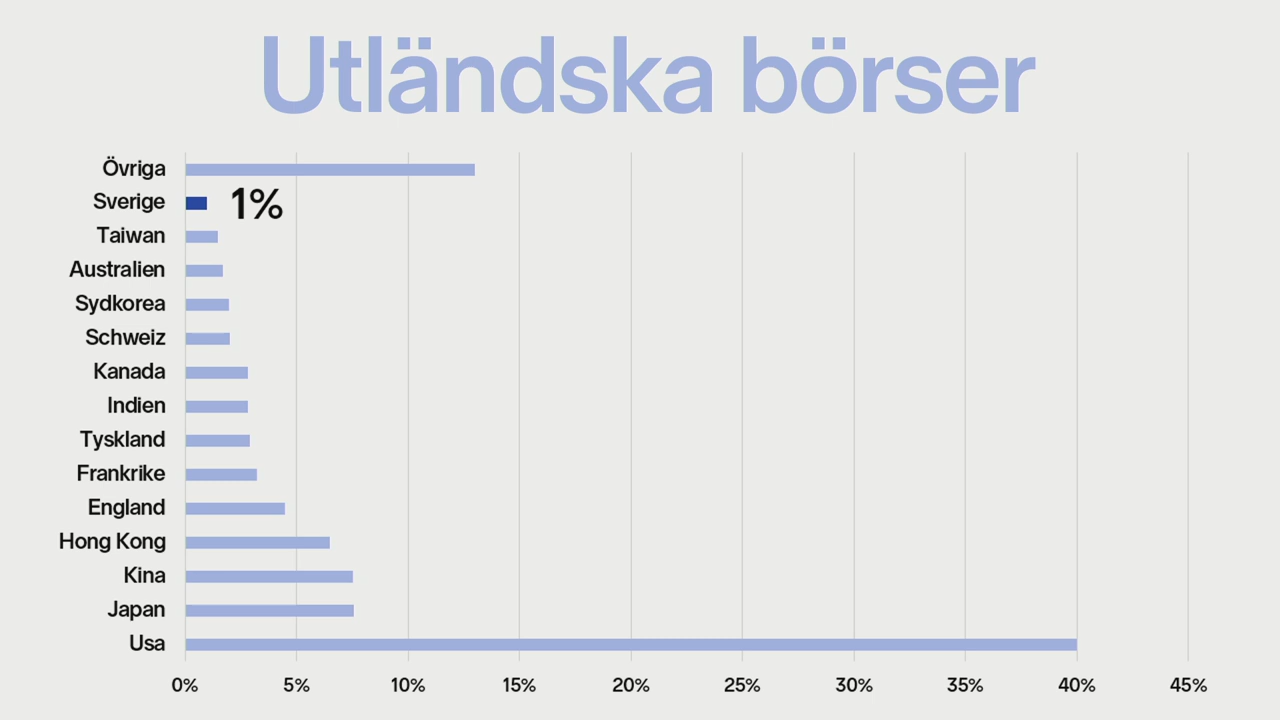 Utländska börser
Övriga
Sverige 1%
Taiwan
Australien
Sydkorea
Schweiz
Kanada
Indien
Tyskland
Frankrike
England
Hong Kong
Kina
Japan
Usa
0% 5% 10% 15% 20% 25% 30% 35% 40% 45%